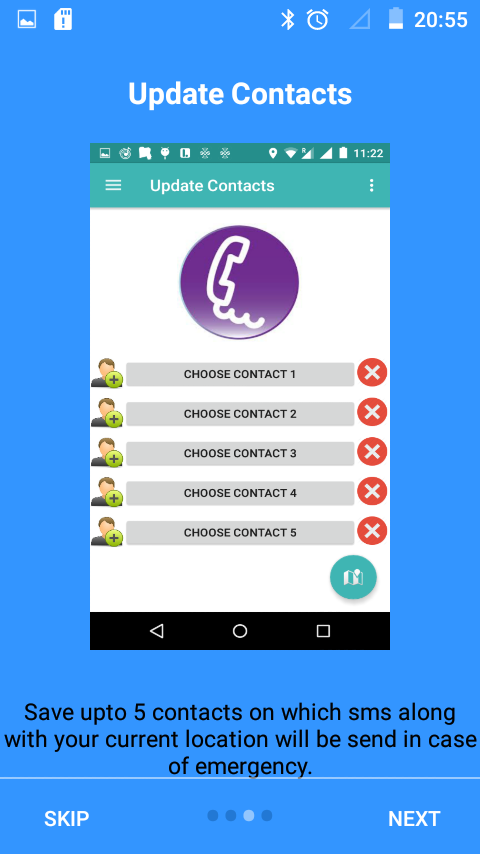 20:55
Update Contacts
11:22
Update Contacts
CHOOSE CONTACT 1
CHOOSE CONTACT 2
CHOOSE CONTACT 3
CHOOSE CONTACT 4
CHOOSE CONTACT 5
Save upto 5 contacts on which sms along
with your current location will be send in case
of emergency.
SKIP
NEXT